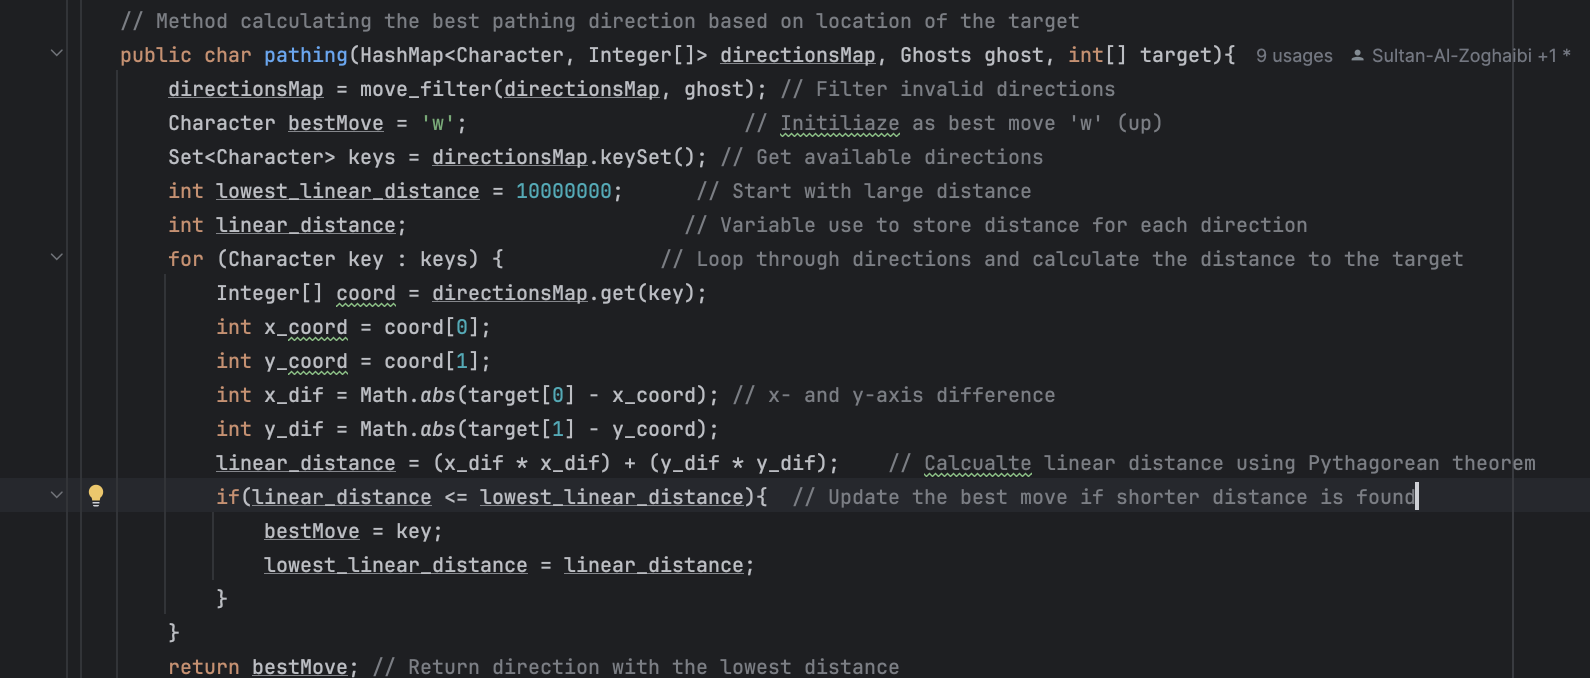 // Method calculating the best pathing direction based on location of the target
public char pathing(HashMap<Character, Integer[]> directionsMap, Ghosts ghost, int[] target){ 9 usages Sultan-Al-Zoghaibi +1 *
directionsMap = move_filter(directionsMap, ghost); // Filter invalid directions
Character bestMove = 'w'; // Initiliaze as best move 'w' (up)
Set<Character> keys = directionsMap.keySet(); // Get available directions
int lowest_linear_distance = 10000000; // Start with large distance
int linear_distance; // Variable use to store distance for each direction
for (Character key : keys) { // Loop through directions and calculate the distance to the target
Integer[] coord = directionsMap.get(key);
int x_coord = coord[0];
int y_coord = coord[1];
int x_dif = Math.abs(target[0] - x_coord); // x- and y-axis difference
int y_dif = Math.abs(target[1] - y_coord);
linear_distance = (x_dif * x_dif) + (y_dif * y_dif); // Calcualte linear distance using Pythagorean theorem
if(linear_distance <= lowest_linear_distance){ // Update the best move if shorter distance is found
bestMove = key;
lowest_linear_distance = linear_distance;
}
}
return bestMove; // Return direction with the lowest distance